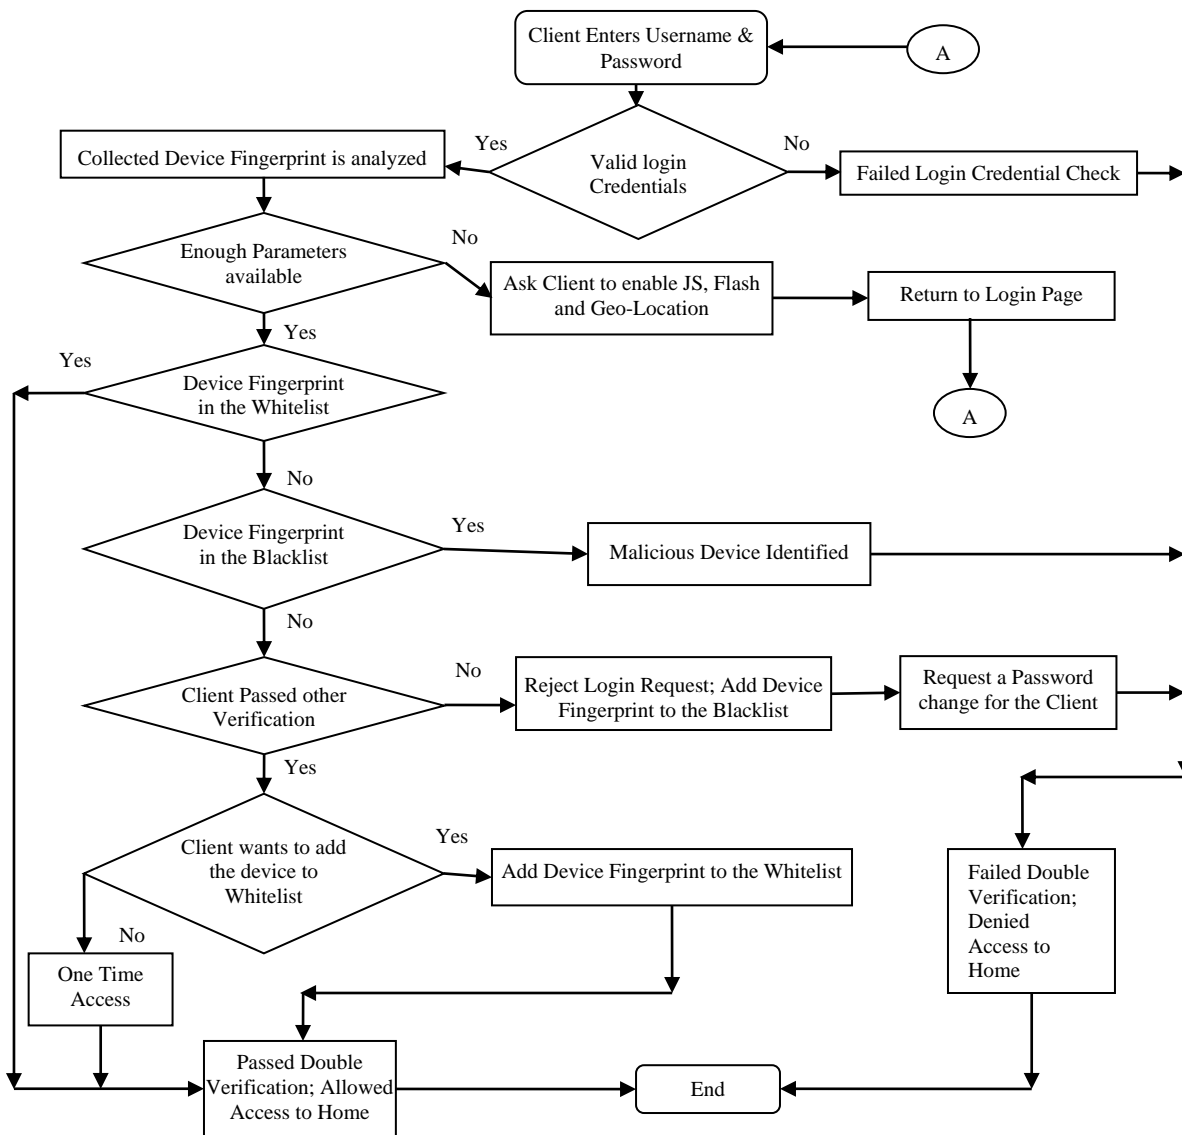 Client Enters Username &
Password
A
Yes
No
Collected Device Fingerprint is analyzed
Valid login
Credentials
Failed Login Credential Check
Enough Parameters
available
No
Ask Client to enable JS, Flash
and Geo-Location
Return to Login Page
Yes
Yes
Device Fingerprint
in the Whitelist
A
No
Device Fingerprint
in the Blacklist
Yes
Malicious Device Identified
No
Client Passed other
Verification
No
Reject Login Request; Add Device
Fingerprint to the Blacklist
Request a Password
change for the Client
Yes
Client wants to add
the device to
Whitelist
Yes
Add Device Fingerprint to the Whitelist
Failed Double
Verification;
Denied
Access to
Home
No
One Time
Access
Passed Double
Verification; Allowed
Access to Home
End